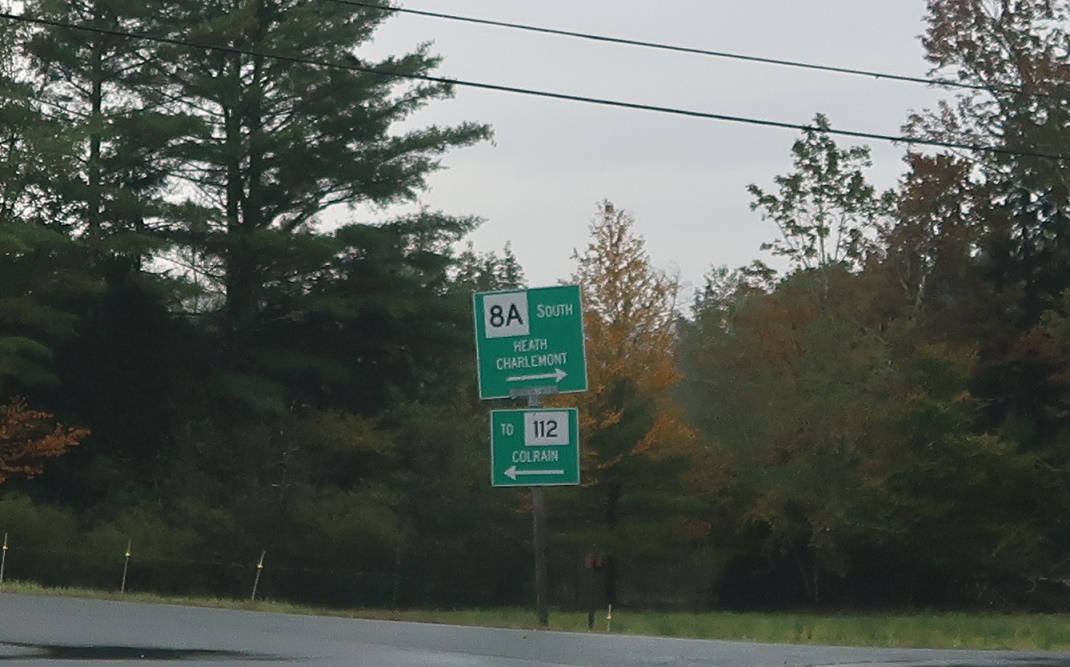 8A SOUTH
HEATH
CHARLEMONT
TO 112
COLRAIN